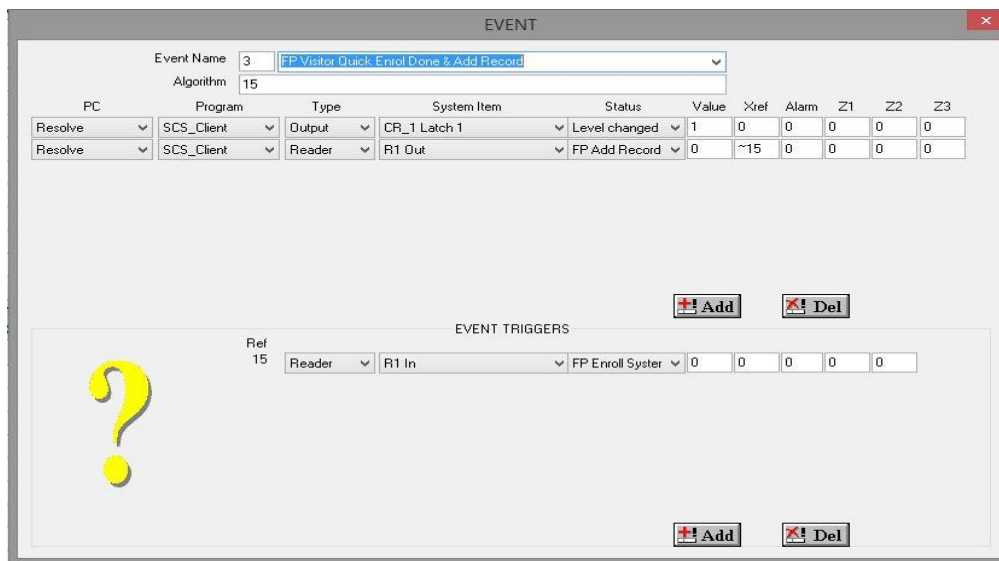 EVENT
Event Name 3 FP Visitor Quick Enrol Done & Add Record
Algorithm 15
PC Program Type System Item Status Value Xref Alarm Z1 Z2 Z3
Resolve SCS_Client Output CR_1 Latch 1 Level changed 1 0 0 0 0 0
Resolve SCS_Client Reader R1 Out FP Add Record 0 ~15 0 0 0 0
Add Del
EVENT TRIGGERS
Ref
15 Reader R1 In FP Enroll Syster 0 0 0 0 0
?
Add Del